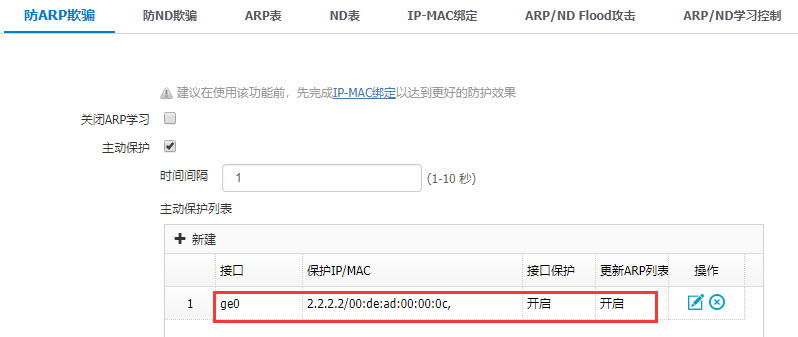 防ARP欺骗 防ND欺骗 ARP表 ND表 IP-MAC绑定 ARP/ND Flood攻击 ARP/ND学习控制
建议在使用该功能前，先完成IP-MAC绑定以达到更好的防护效果
关闭ARP学习
主动保护
时间间隔 1 (1-10 秒)
主动保护列表
新建
接口 保护IP/MAC 接口保护 更新ARP列表 操作
1 ge0 2.2.2.2/00:de:ad:00:00:0c, 开启 开启